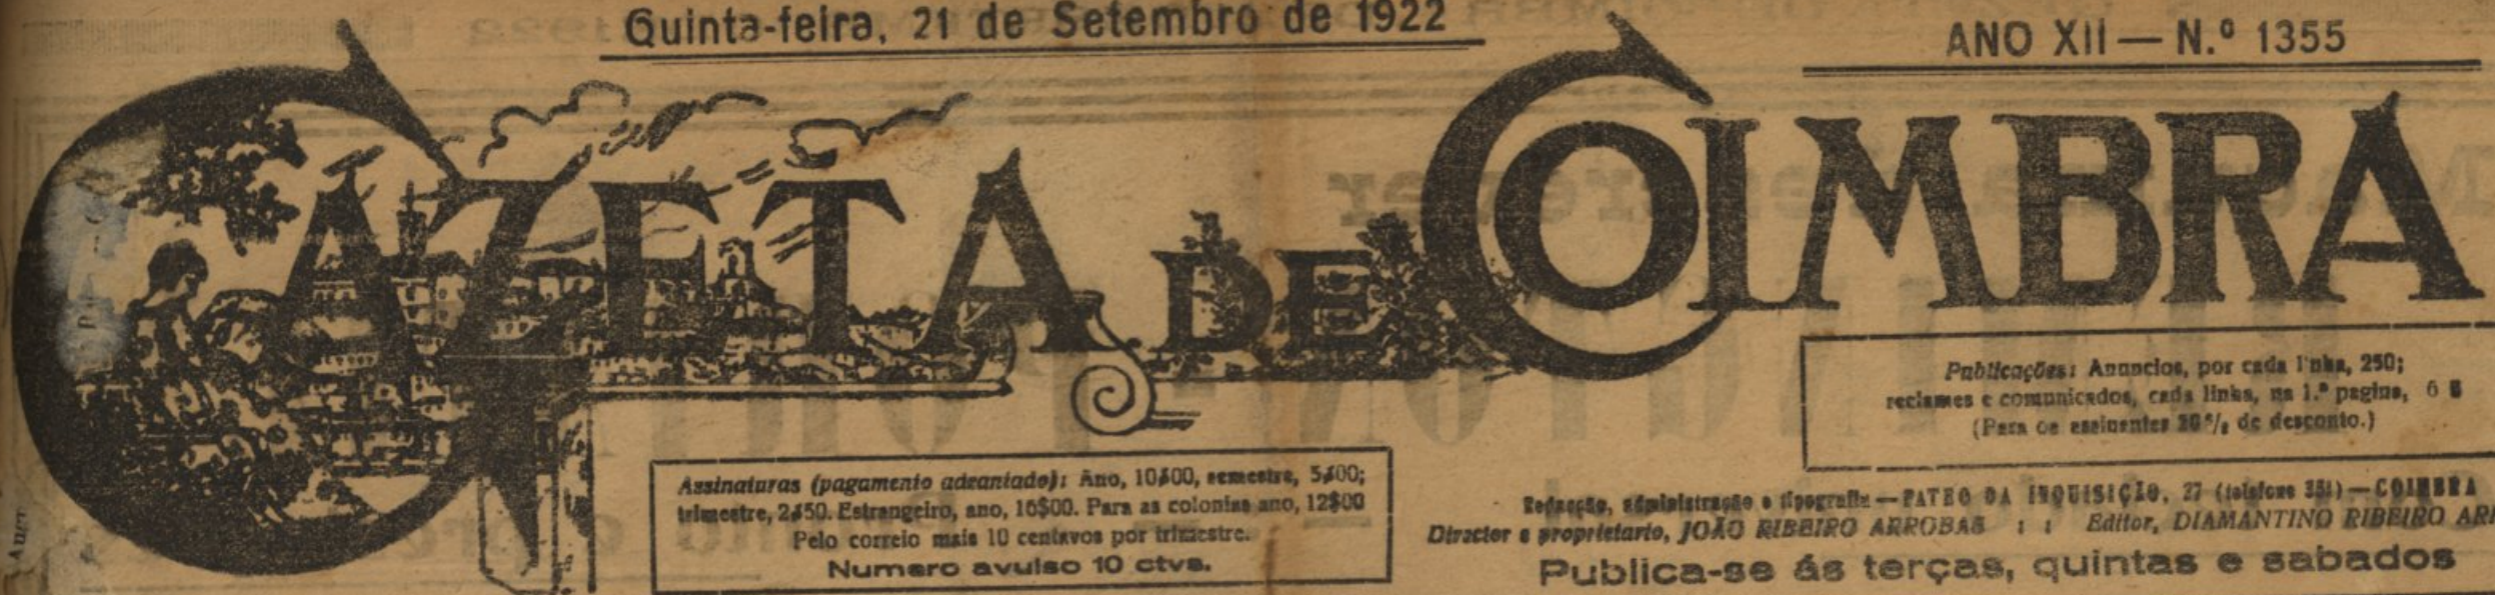 Quinta-feira, 21 de Setembro de 1922
ANO XII — N.º 1355
GAZETA DE COIMBRA
Publicações: Anuncios, por cada linha, 250;
reclames e comunicados, cada linha, na 1.ª pagina, 6
(Para os assinantes 20 % de desconto.)
Assinaturas (pagamento adeantado): Ano, 10$00, semestre, 5$00;
trimestre, 2$50. Estrangeiro, ano, 16$00. Para as colonias ano, 12$00
Pelo correio mais 10 centavos por trimestre.
Numero avulso 10 ctvs.
Redacção, administração e tipografia — PATEO DA INQUISIÇÃO, 27 (telefone 351) — COIMBRA
Director e proprietario, JOÃO RIBEIRO ARROBAS : : Editor, DIAMANTINO RIBEIRO
Publica-se ás terças, quintas e sabados